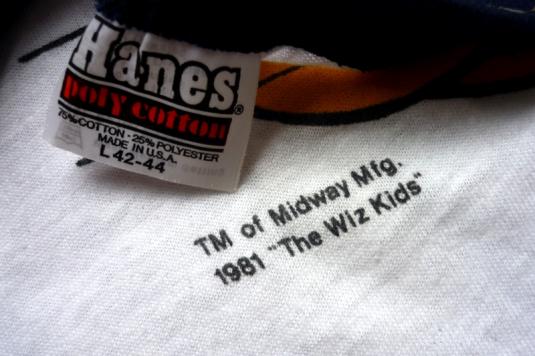 Hanes®
poly cotton
75% COTTON - 25% POLYESTER
MADE IN U.S.A.
L 42-44
TM of Midway Mfg.
1981 "The Wiz Kids"